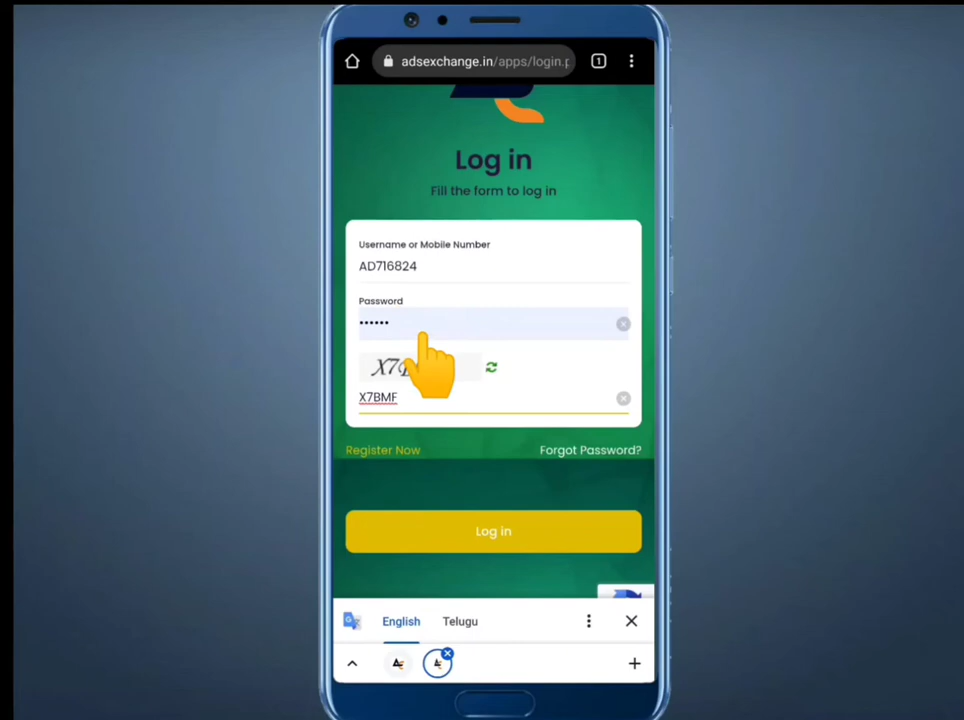 adsexchange.in/apps/login.p
1
Log in
Fill the form to log in
Username or Mobile Number
AD716824
Password
••••••
X7BMF
Register Now
Forgot Password?
Log in
English
Telugu